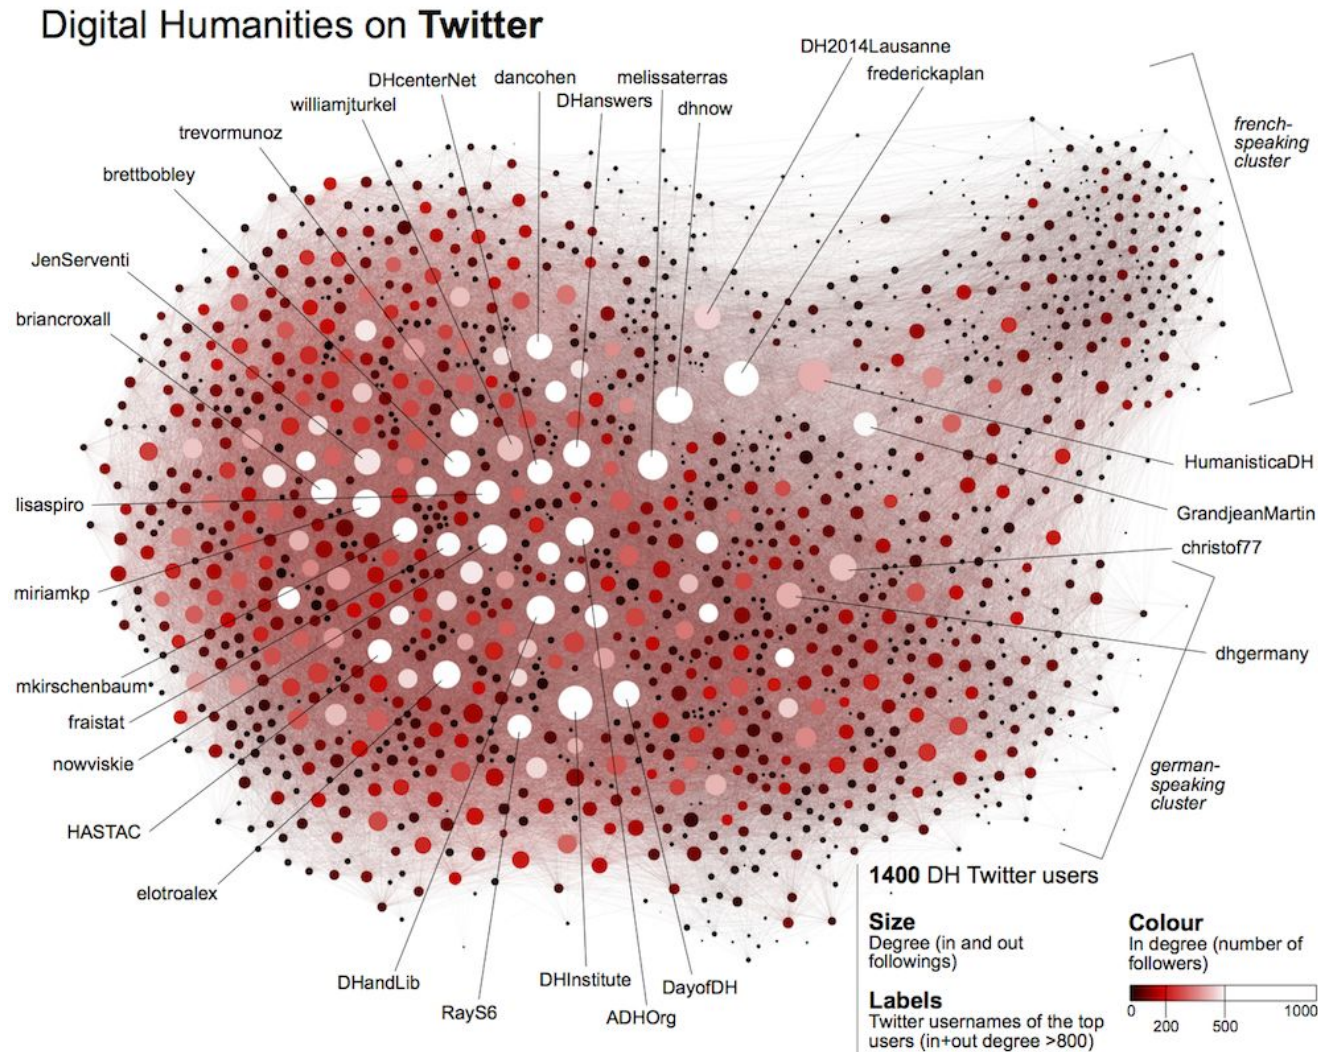 Digital Humanities on Twitter
DH2014Lausanne
frederickaplan
DHcenterNet
dancohen
melissaterras
williamjturkel
DHanswers
dhnow
trevormunoz
brettbobley
french-
speaking
cluster
JenServenti
briancroxall
HumanisticaDH
lisaspiro
GrandjeanMartin
christof77
miriamkp
dhgermany
mkirschenbaum
fraistat
nowviskie
german-
speaking
cluster
HASTAC
elotroalex
DHandLib
RayS6
DHInstitute
ADHOrg
DayofDH
1400 DH Twitter users
Size
Degree (in and out
followings)
Labels
Twitter usernames of the top
users (in+out degree >800)
Colour
In degree (number of
followers)
0 200 500 1000